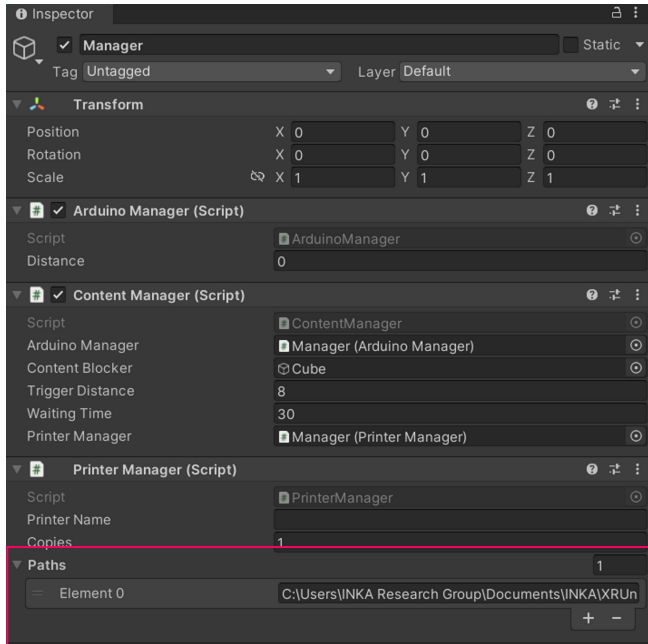 Inspector
Manager Static
Tag Untagged Layer Default
Transform
Position X 0 Y 0 Z 0
Rotation X 0 Y 0 Z 0
Scale X 1 Y 1 Z 1
# Arduino Manager (Script)
Script ArduinoManager
Distance 0
# Content Manager (Script)
Script ContentManager
Arduino Manager Manager (Arduino Manager)
Content Blocker Cube
Trigger Distance 8
Waiting Time 30
Printer Manager Manager (Printer Manager)
# Printer Manager (Script)
Script PrinterManager
Printer Name
Copies 1
Paths 1
Element 0 C:\Users\INKA Research Group\Documents\INKA\XRUn
+ −